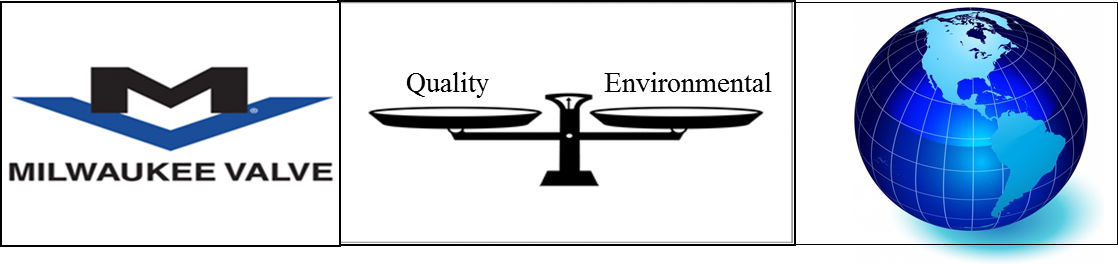 M®
MILWAUKEE VALVE
Quality
Environmental